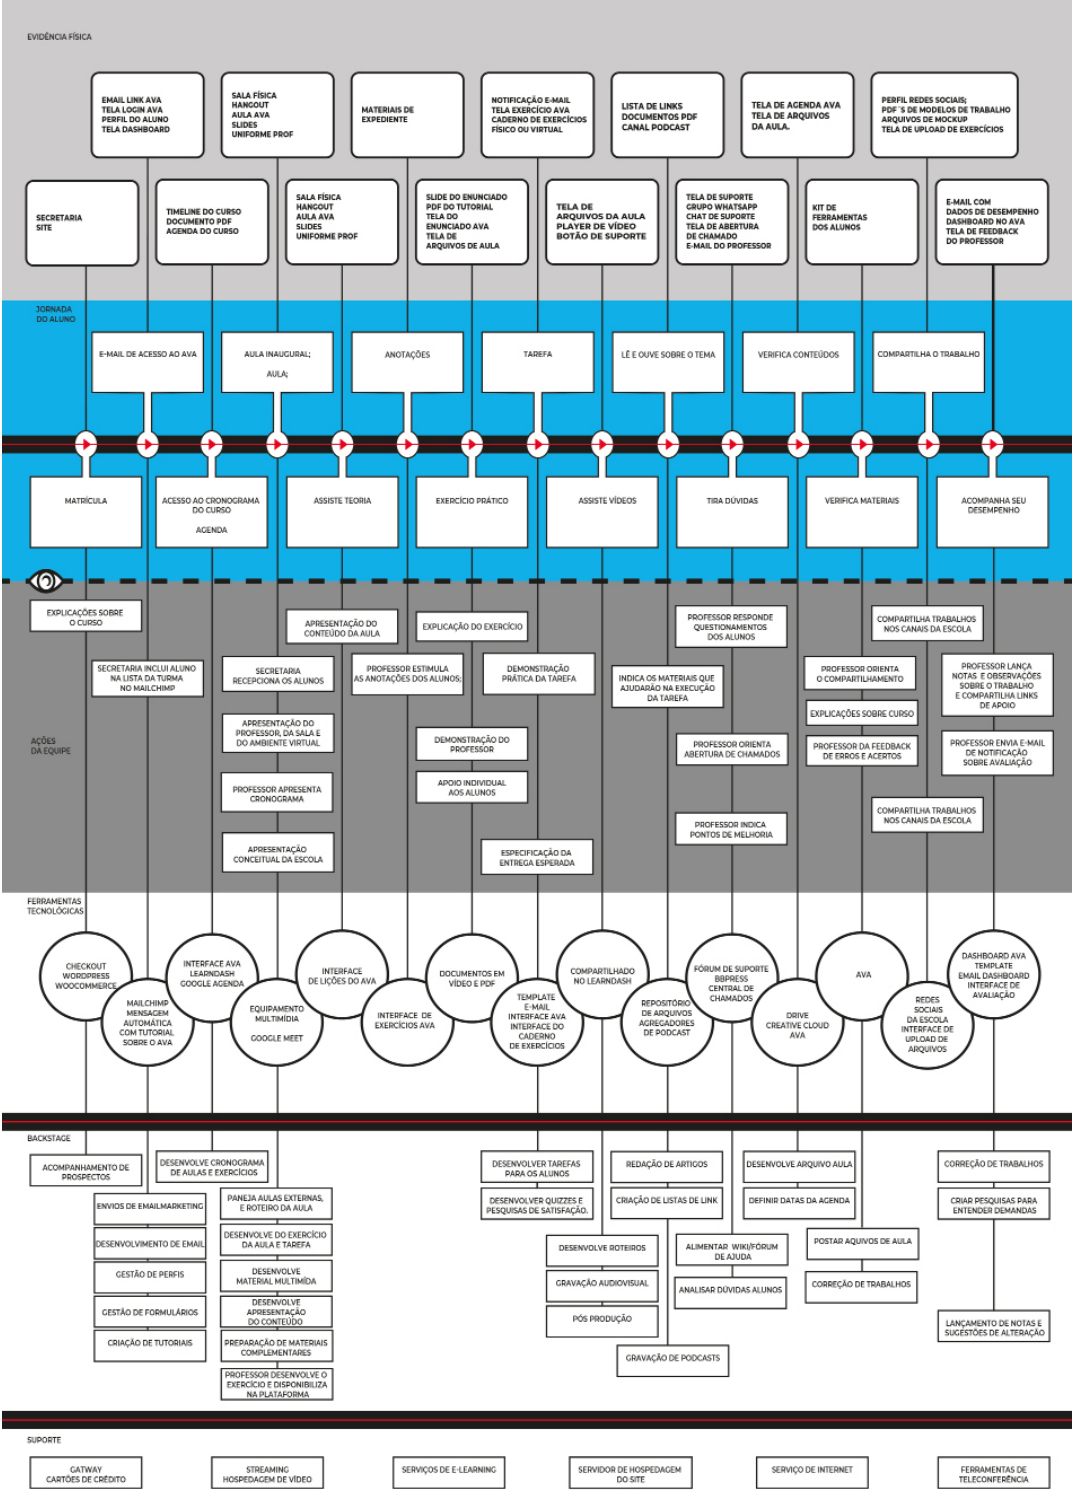 EVIDÊNCIA FÍSICA
EMAIL LINK AVA
TELA LOGIN AVA
PERFIL DO ALUNO
TELA DASHBOARD
SALA FÍSICA
HANGOUT
AULA AVA
SLIDES
UNIFORME PROF
MATERIAIS DE
EXPEDIENTE
NOTIFICAÇÃO E-MAIL
TELA EXERCÍCIO AVA
CADERNO DE EXERCÍCIOS
FÍSICO OU VIRTUAL
LISTA DE LINKS
DOCUMENTOS PDF
CANAL PODCAST
TELA DE AGENDA AVA
TELA DE ARQUIVOS
DA AULA.
PERFIL REDES SOCIAIS;
PDF´S DE MODELOS DE TRABALHO
ARQUIVOS DE MOCKUP
TELA DE UPLOAD DE EXERCÍCIOS
SECRETARIA
SITE
TIMELINE DO CURSO
DOCUMENTO PDF
AGENDA DO CURSO
SALA FÍSICA
HANGOUT
AULA AVA
SLIDES
UNIFORME PROF
SLIDE DO ENUNCIADO
PDF DO TUTORIAL
TELA DO
ENUNCIADO AVA
TELA DE
ARQUIVOS DE AULA
TELA DE
ARQUIVOS DA AULA
PLAYER DE VÍDEO
BOTÃO DE SUPORTE
TELA DE SUPORTE
GRUPO WHATSAPP
CHAT DE SUPORTE
TELA DE ABERTURA
DE CHAMADO
E-MAIL DO PROFESSOR
KIT DE
FERRAMENTAS
DOS ALUNOS
E-MAIL COM
DADOS DE DESEMPENHO
DASHBOARD NO AVA
TELA DE FEEDBACK
DO PROFESSOR
JORNADA
DO ALUNO
E-MAIL DE ACESSO AO AVA
AULA INAUGURAL;
AULA;
ANOTAÇÕES
TAREFA
LÊ E OUVE SOBRE O TEMA
VERIFICA CONTEÚDOS
COMPARTILHA O TRABALHO
MATRÍCULA
ACESSO AO CRONOGRAMA
DO CURSO
AGENDA
ASSISTE TEORIA
EXERCÍCIO PRÁTICO
ASSISTE VÍDEOS
TIRA DÚVIDAS
VERIFICA MATERIAIS
ACOMPANHA SEU
DESEMPENHO
AÇÕES
DA EQUIPE
EXPLICAÇÕES SOBRE
O CURSO
SECRETARIA INCLUI ALUNO
NA LISTA DA TURMA
NO MAILCHIMP
SECRETARIA
RECEPCIONA OS ALUNOS
APRESENTAÇÃO DO
PROFESSOR, DA SALA E
DO AMBIENTE VIRTUAL
PROFESSOR APRESENTA
CRONOGRAMA
APRESENTAÇÃO
CONCEITUAL DA ESCOLA
APRESENTAÇÃO DO
CONTEÚDO DA AULA
PROFESSOR ESTIMULA
AS ANOTAÇÕES DOS ALUNOS;
EXPLICAÇÃO DO EXERCÍCIO
DEMONSTRAÇÃO DO
PROFESSOR
APOIO INDIVIDUAL
AOS ALUNOS
DEMONSTRAÇÃO
PRÁTICA DA TAREFA
ESPECIFICAÇÃO DA
ENTREGA ESPERADA
INDICA OS MATERIAIS QUE
AJUDARÃO NA EXECUÇÃO
DA TAREFA
PROFESSOR RESPONDE
QUESTIONAMENTOS
DOS ALUNOS
PROFESSOR ORIENTA
ABERTURA DE CHAMADOS
PROFESSOR INDICA
PONTOS DE MELHORIA
PROFESSOR ORIENTA
O COMPARTILHAMENTO
EXPLICAÇÕES SOBRE CURSO
PROFESSOR DA FEEDBACK
DE ERROS E ACERTOS
COMPARTILHA TRABALHOS
NOS CANAIS DA ESCOLA
COMPARTILHA TRABALHOS
NOS CANAIS DA ESCOLA
PROFESSOR LANÇA
NOTAS E OBSERVAÇÕES
SOBRE O TRABALHO
E COMPARTILHA LINKS
DE APOIO
PROFESSOR ENVIA E-MAIL
DE NOTIFICAÇÃO
SOBRE AVALIAÇÃO
FERRAMENTAS
TECNOLÓGICAS
CHECKOUT
WORDPRESS
WOOCOMMERCE
MAILCHIMP
MENSAGEM
AUTOMÁTICA
COM TUTORIAL
SOBRE O AVA
INTERFACE AVA
LEARNDASH
GOOGLE AGENDA
EQUIPAMENTO
MULTIMÍDIA
GOOGLE MEET
INTERFACE
DE LIÇÕES DO AVA
INTERFACE DE
EXERCÍCIOS AVA
DOCUMENTOS EM
VÍDEO E PDF
TEMPLATE
E-MAIL
INTERFACE AVA
INTERFACE DO
CADERNO
DE EXERCÍCIOS
COMPARTILHADO
NO LEARNDASH
REPOSITÓRIO
DE ARQUIVOS
AGREGADORES
DE PODCAST
FÓRUM DE SUPORTE
BBPRESS
CENTRAL DE
CHAMADOS
DRIVE
CREATIVE CLOUD
AVA
AVA
REDES
SOCIAIS
DA ESCOLA
INTERFACE DE
UPLOAD DE
ARQUIVOS
DASHBOARD AVA
TEMPLATE
EMAIL DASHBOARD
INTERFACE DE
AVALIAÇÃO
BACKSTAGE
ACOMPANHAMENTO DE
PROSPECTOS
ENVIOS DE EMAILMARKETING
DESENVOLVIMENTO DE EMAIL
GESTÃO DE PERFIS
GESTÃO DE FORMULÁRIOS
CRIAÇÃO DE TUTORIAIS
DESENVOLVE CRONOGRAMA
DE AULAS E EXERCÍCIOS
PANEJA AULAS EXTERNAS,
E ROTEIRO DA AULA
DESENVOLVE DO EXERCÍCIO
DA AULA E TAREFA
DESENVOLVE
MATERIAL MULTIMÍDA
DESENVOLVE
APRESENTAÇÃO
DO CONTEÚDO
PREPARAÇÃO DE MATERIAIS
COMPLEMENTARES
PROFESSOR DESENVOLVE O
EXERCÍCIO E DISPONIBILIZA
NA PLATAFORMA
DESENVOLVER TAREFAS
PARA OS ALUNOS
DESENVOLVER QUIZZES E
PESQUISAS DE SATISFAÇÃO.
DESENVOLVE ROTEIROS
GRAVAÇÃO AUDIOVISUAL
PÓS PRODUÇÃO
REDAÇÃO DE ARTIGOS
CRIAÇÃO DE LISTAS DE LINK
GRAVAÇÃO DE PODCASTS
ALIMENTAR WIKI/FÓRUM
DE AJUDA
ANALISAR DÚVIDAS ALUNOS
DESENVOLVE ARQUIVO AULA
DEFINIR DATAS DA AGENDA
POSTAR AQUIVOS DE AULA
CORREÇÃO DE TRABALHOS
CORREÇÃO DE TRABALHOS
CRIAR PESQUISAS PARA
ENTENDER DEMANDAS
LANÇAMENTO DE NOTAS E
SUGESTÕES DE ALTERAÇÃO
SUPORTE
GATWAY
CARTÕES DE CRÉDITO
STREAMING
HOSPEDAGEM DE VÍDEO
SERVIÇOS DE E-LEARNING
SERVIDOR DE HOSPEDAGEM
DO SITE
SERVIÇO DE INTERNET
FERRAMENTAS DE
TELECONFERÊNCIA